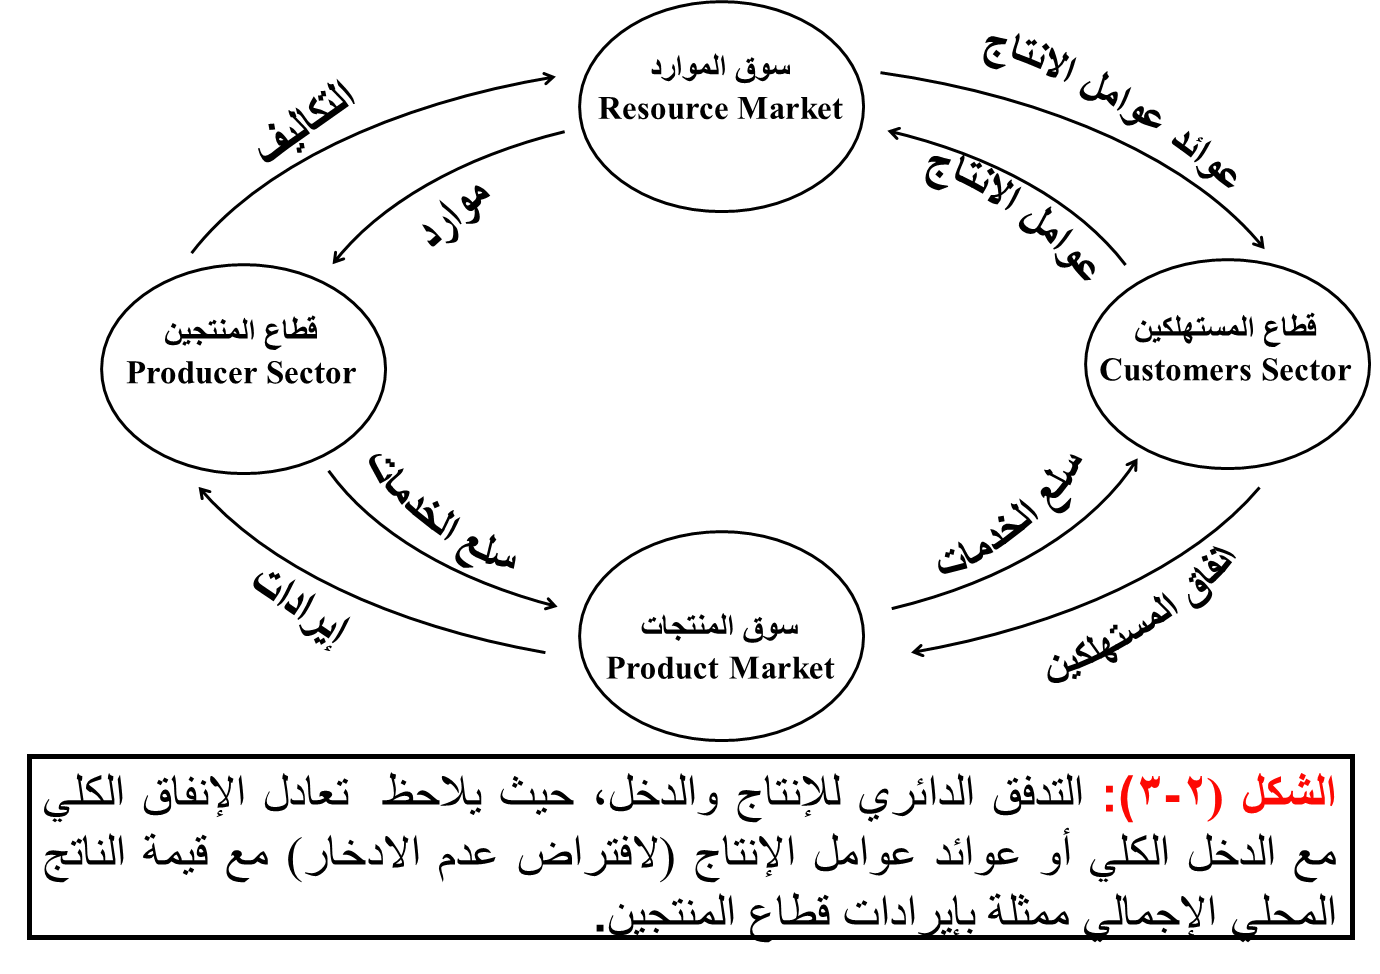 سوق الموارد
Resource Market
عوائد عوامل الانتاج
التكاليف
عوامل الانتاج
موارد
قطاع المستهلكين
Customers Sector
قطاع المنتجين
Producer Sector
سلع الخدمات
سلع الخدمات
انفاق المستهلكين
إيرادات
سوق المنتجات
Product Market
الشكل (٢-٣): التدفق الدائري للإنتاج والدخل، حيث يلاحظ تعادل الإنفاق الكلي
مع الدخل الكلي أو عوائد عوامل الإنتاج (لافتراض عدم الادخار) مع قيمة الناتج
المحلي الإجمالي ممثلة بإيرادات قطاع المنتجين.